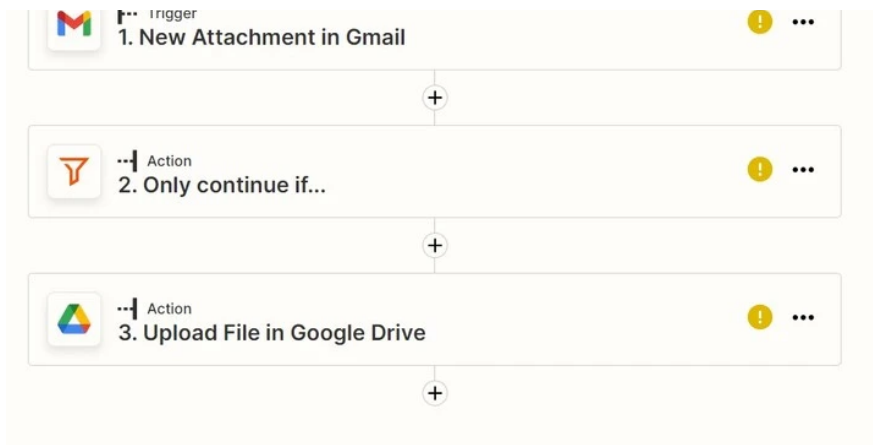 Trigger
1. New Attachment in Gmail
Action
2. Only continue if...
Action
3. Upload File in Google Drive